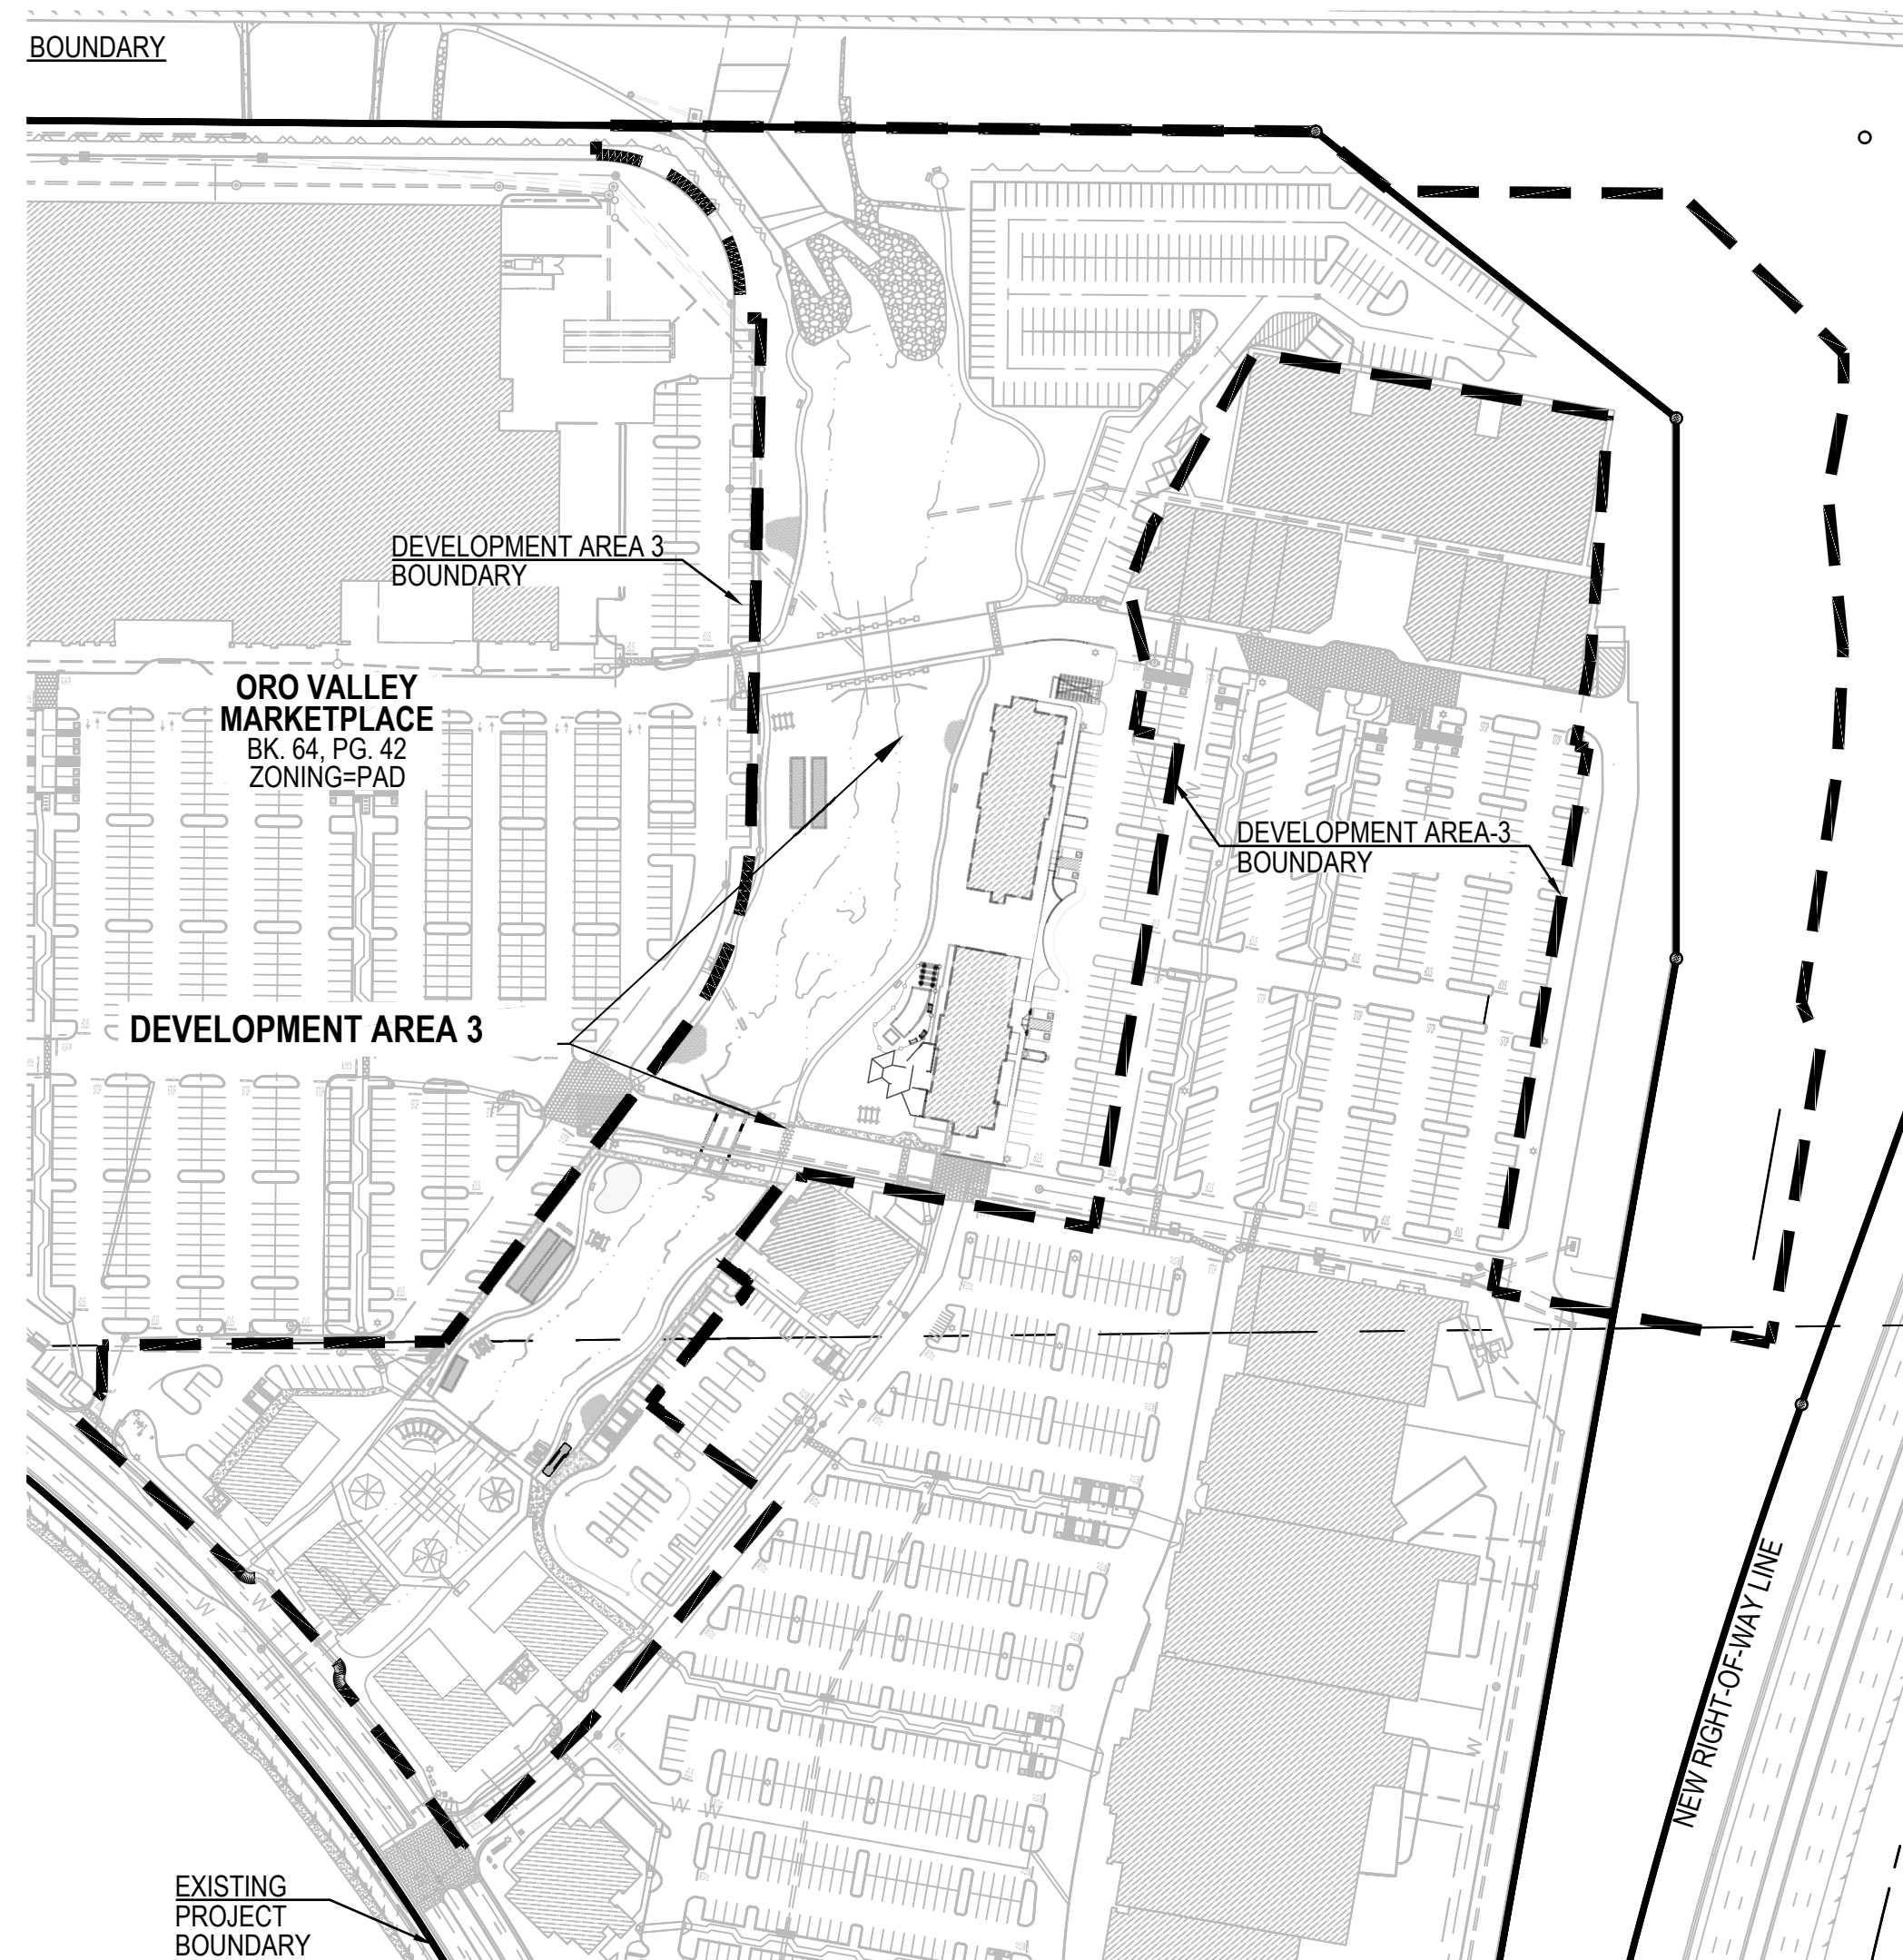 BOUNDARY
DEVELOPMENT AREA 3
BOUNDARY
ORO VALLEY
MARKETPLACE
BK. 64, PG. 42
ZONING=PAD
W
DEVELOPMENT AREA-3
BOUNDARY
DEVELOPMENT AREA 3
W
W
W
W
W
NEW RIGHT-OF-WAY LINE
W
W
W
EXISTING
PROJECT
BOUNDARY